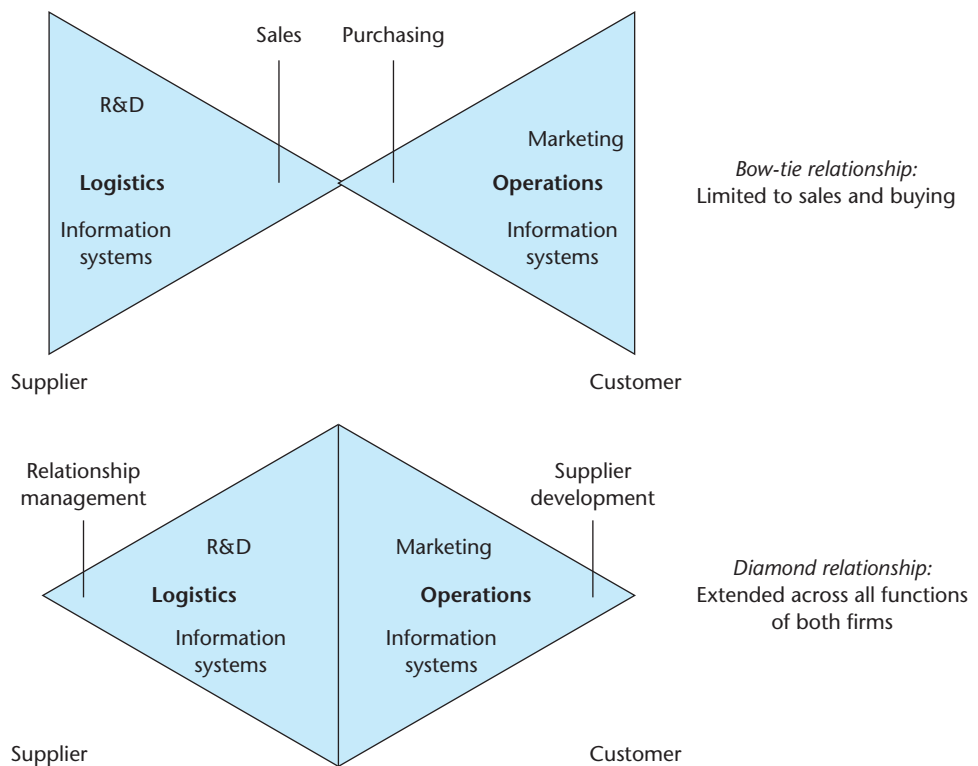 Sales
Purchasing
R&D
Marketing
Logistics
Operations
Information
systems
Information
systems
Bow-tie relationship:
Limited to sales and buying
Supplier
Customer
Relationship
management
Supplier
development
R&D
Marketing
Logistics
Operations
Information
systems
Information
systems
Diamond relationship:
Extended across all functions
of both firms
Supplier
Customer